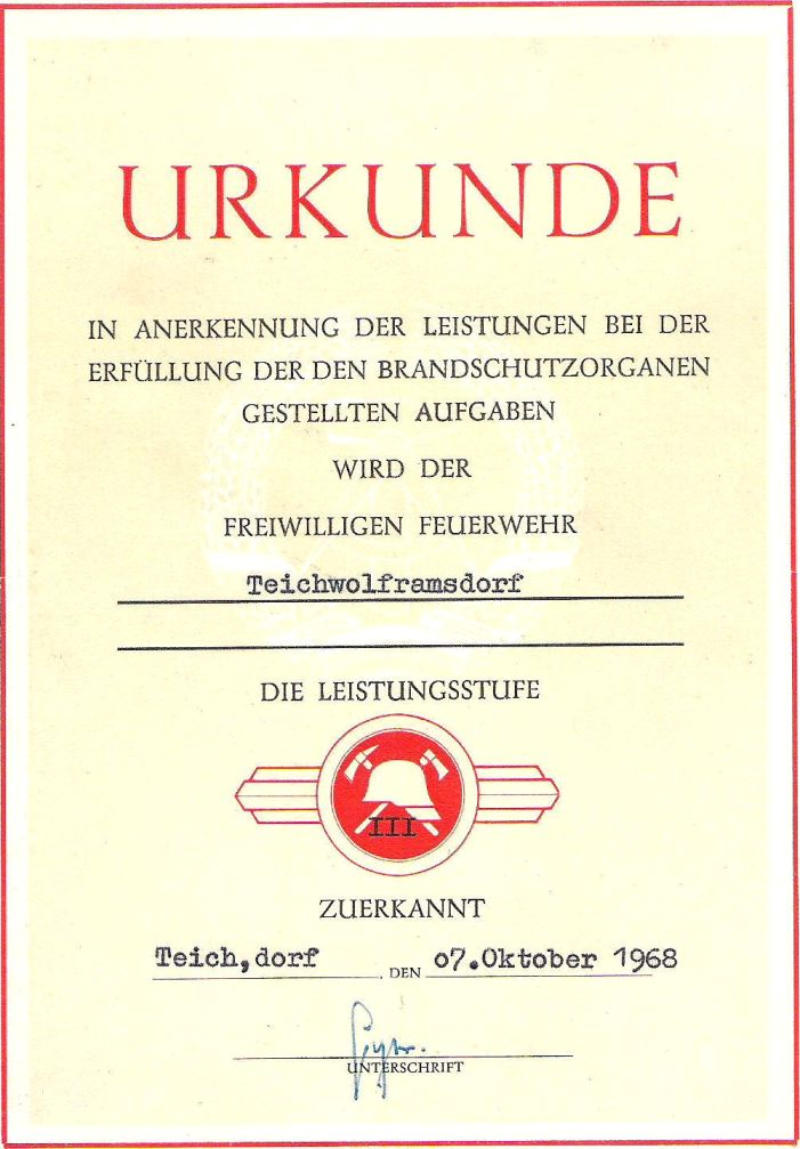 URKUNDE
IN ANERKENNUNG DER LEISTUNGEN BEI DER
ERFÜLLUNG DER DEN BRANDSCHUTZORGANEN
GESTELLTEN AUFGABEN
WIRD DER
FREIWILLIGEN FEUERWEHR
Teichwolframsdorf
DIE LEISTUNGSSTUFE
III
ZUERKANNT
Teich,dorf, DEN o7.Oktober 1968
UNTERSCHRIFT